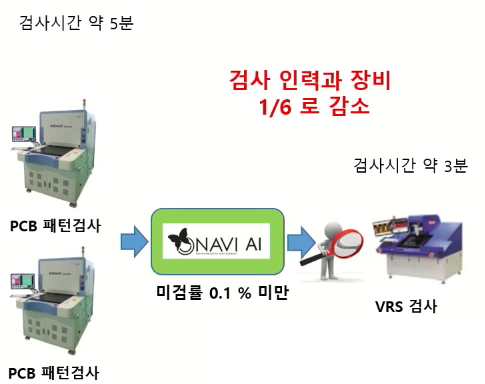 검사시간 약 5분
검사 인력과 장비
1/6 로 감소
검사시간 약 3분
PCB 패턴검사
NAVI AI
미검률 0.1 % 미만
VRS 검사
PCB 패턴검사